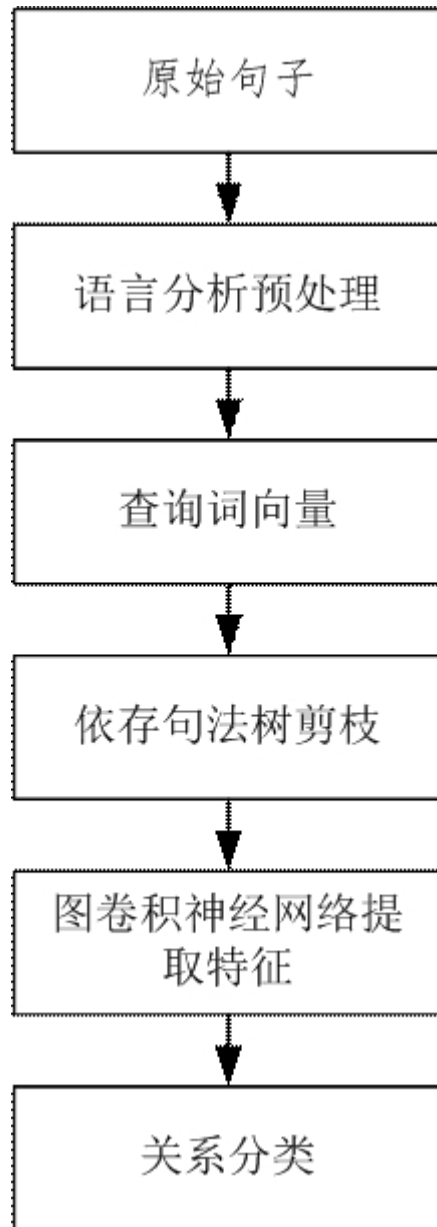 原始句子
语言分析预处理
查询词向量
依存句法树剪枝
图卷积神经网络提
取特征
关系分类